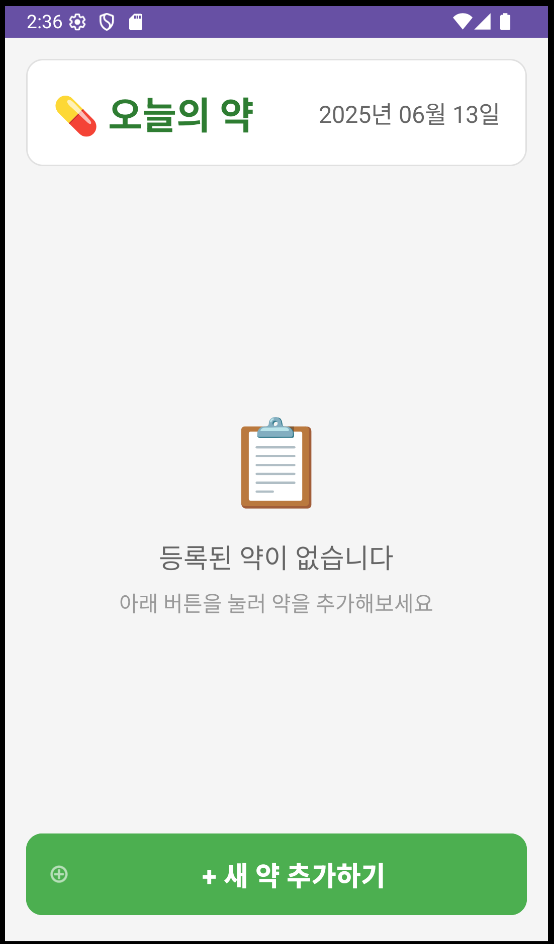 2:36
오늘의 약
2025년 06월 13일
등록된 약이 없습니다
아래 버튼을 눌러 약을 추가해보세요
+ 새 약 추가하기